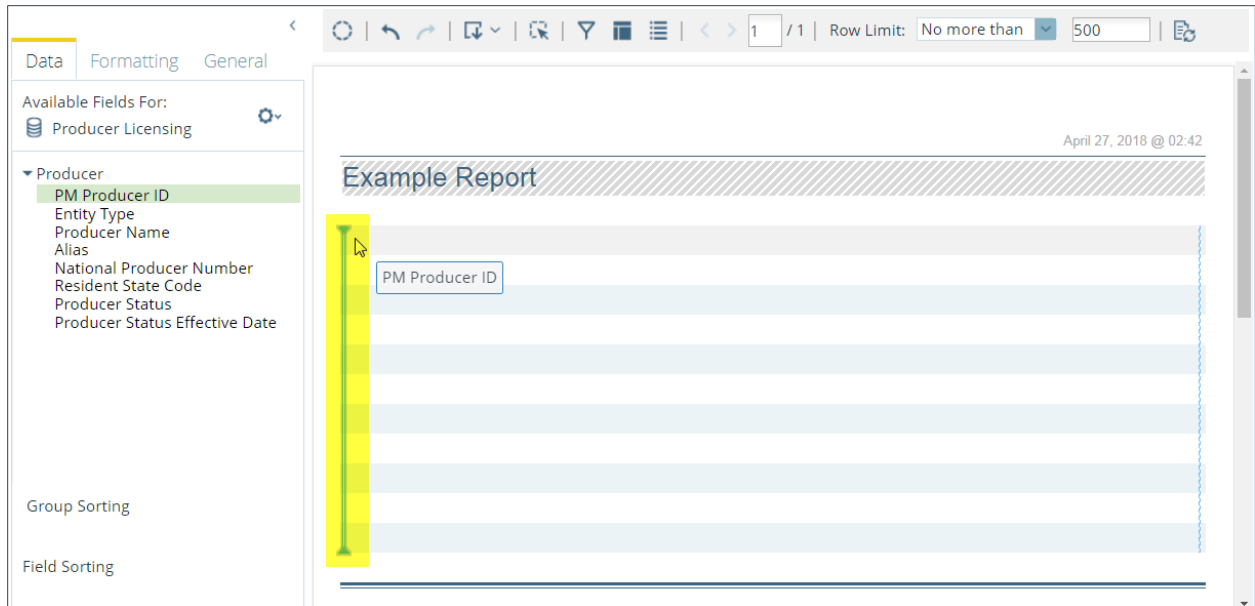 1 / 1 Row Limit: No more than 500
Data Formatting General
Available Fields For:
Producer Licensing
Producer
PM Producer ID
Entity Type
Producer Name
Alias
National Producer Number
Resident State Code
Producer Status
Producer Status Effective Date
Group Sorting
Field Sorting
April 27, 2018 @ 02:42
Example Report
PM Producer ID